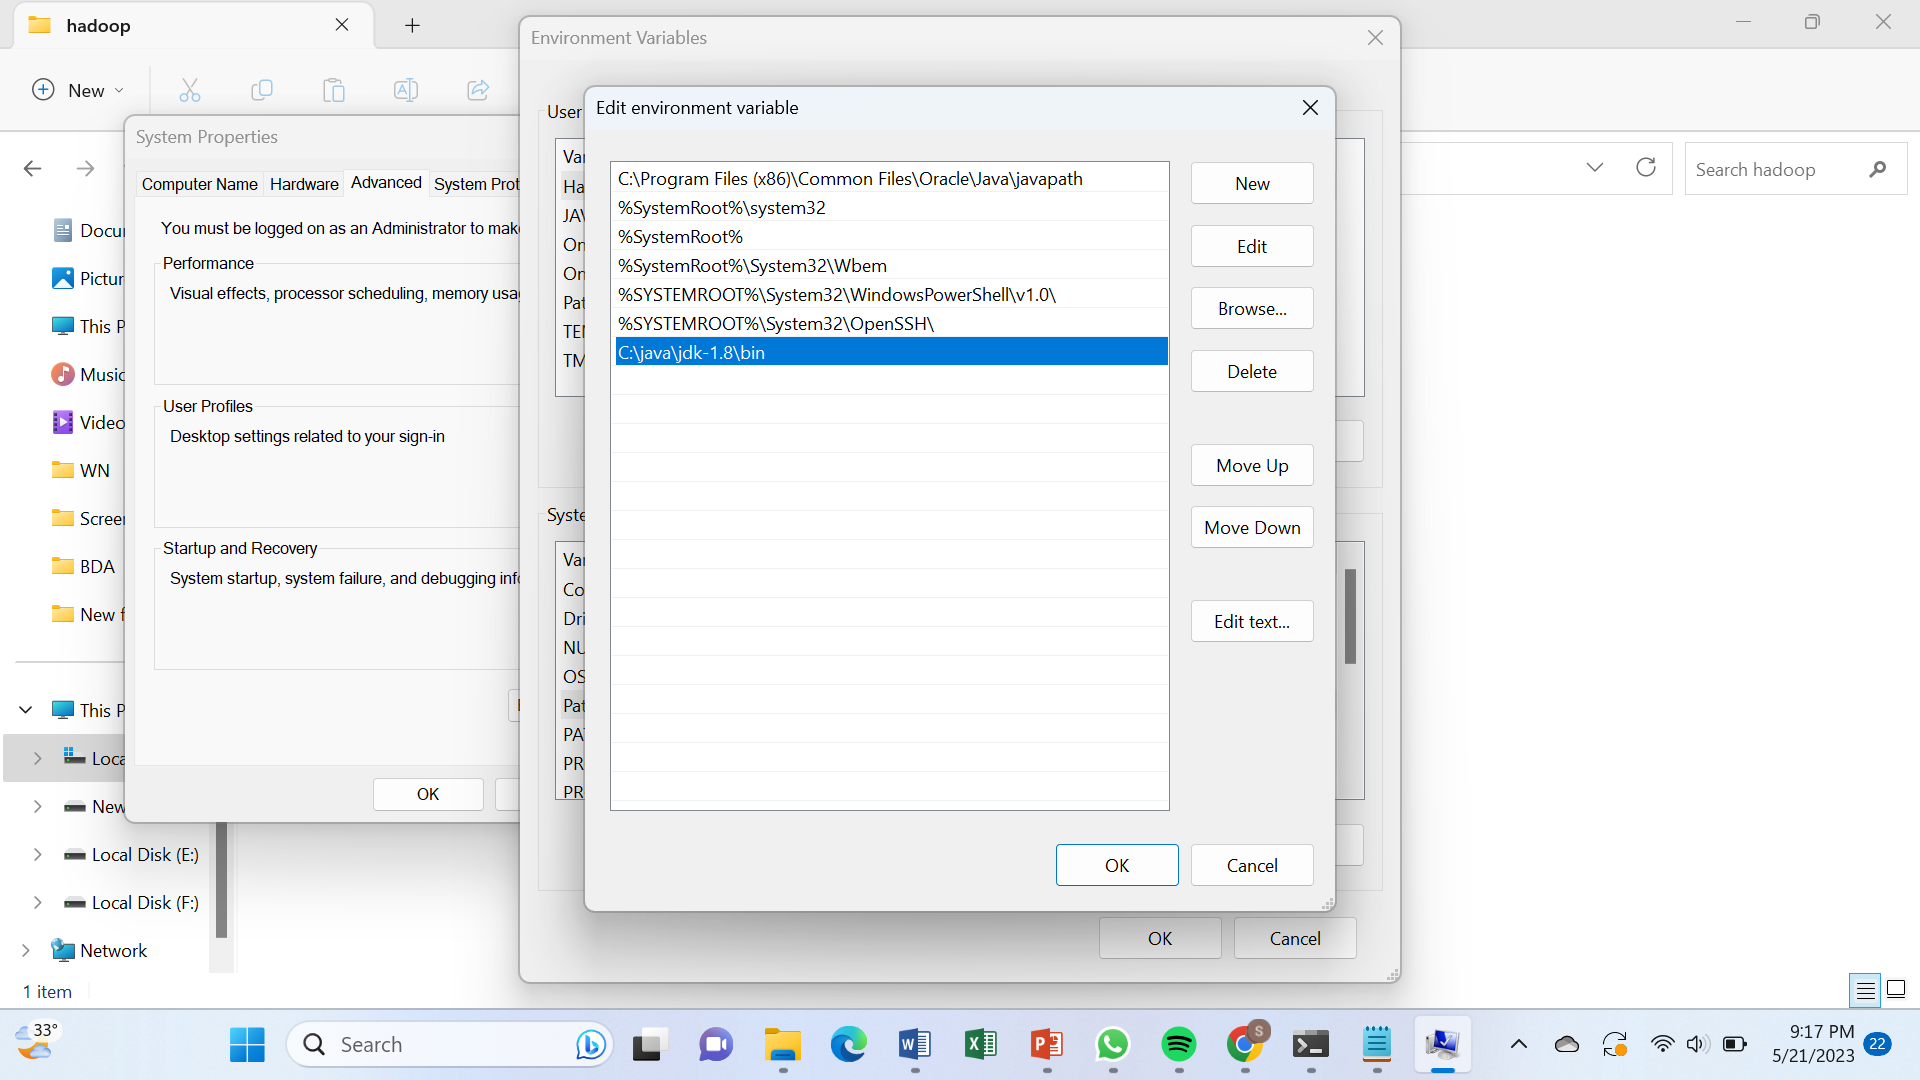 hadoop
New
Search hadoop
Docu
Pictur
This P
Music
Video
WN
Screen
BDA
New f
This P
Loca
New
Local Disk (E:)
Local Disk (F:)
Network
1 item
System Properties
Computer Name
Hardware
Advanced
System Prot
You must be logged on as an Administrator to mak
Performance
Visual effects, processor scheduling, memory usag
User Profiles
Desktop settings related to your sign-in
Startup and Recovery
System startup, system failure, and debugging info
OK
Environment Variables
User
Var
Ha
JAV
On
On
Pat
TEM
TM
Syste
Var
Co
Dri
NU
OS
Pat
PA
PR
PR
OK
Cancel
Edit environment variable
C:\Program Files (x86)\Common Files\Oracle\Java\javapath
%SystemRoot%\system32
%SystemRoot%
%SystemRoot%\System32\Wbem
%SYSTEMROOT%\System32\WindowsPowerShell\v1.0\
%SYSTEMROOT%\System32\OpenSSH\
C:\java\jdk-1.8\bin
New
Edit
Browse...
Delete
Move Up
Move Down
Edit text...
OK
Cancel
33°
Search
S
9:17 PM
5/21/2023
22